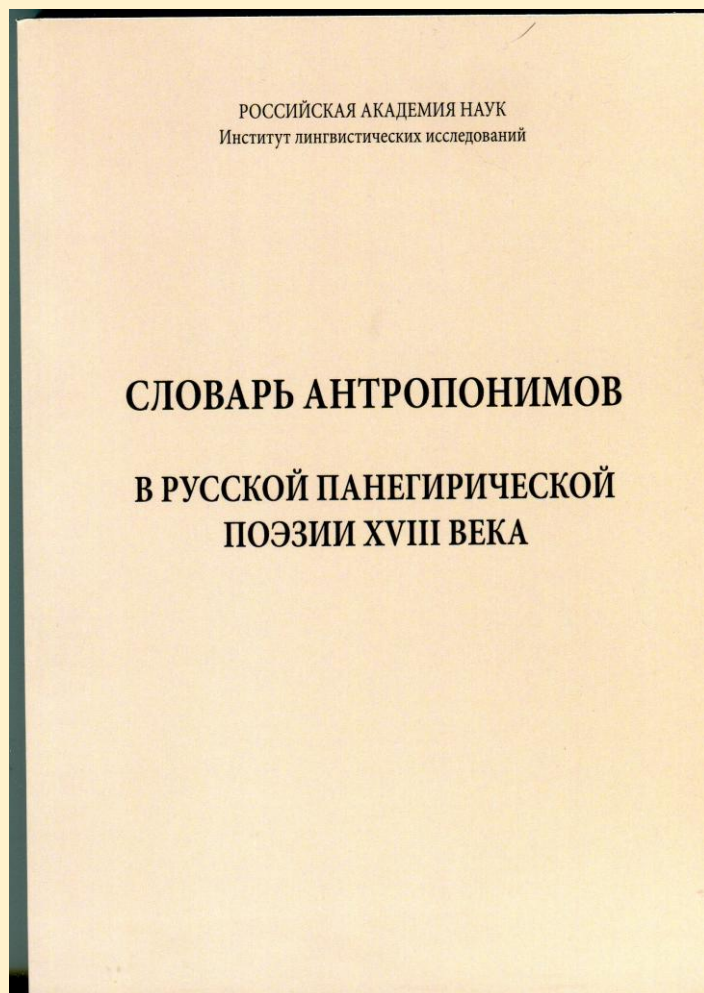 РОССИЙСКАЯ АКАДЕМИЯ НАУК
Институт лингвистических исследований
СЛОВАРЬ АНТРОПОНИМОВ
В РУССКОЙ ПАНЕГИРИЧЕСКОЙ
ПОЭЗИИ XVIII ВЕКА